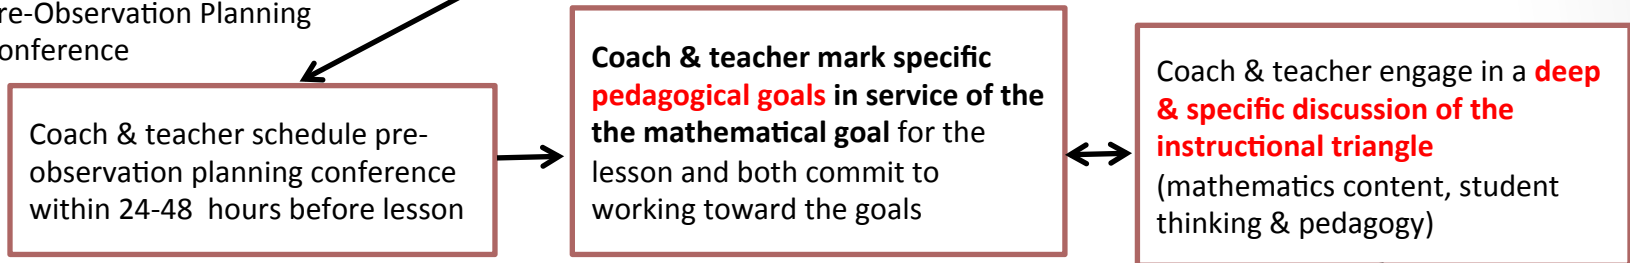 re-Observation Planning
onference
Coach & teacher schedule pre-
observation planning conference
within 24-48 hours before lesson
Coach & teacher mark specific
pedagogical goals in service of the
the mathematical goal for the
lesson and both commit to
working toward the goals
Coach & teacher engage in a deep
& specific discussion of the
instructional triangle
(mathematics content, student
thinking & pedagogy)